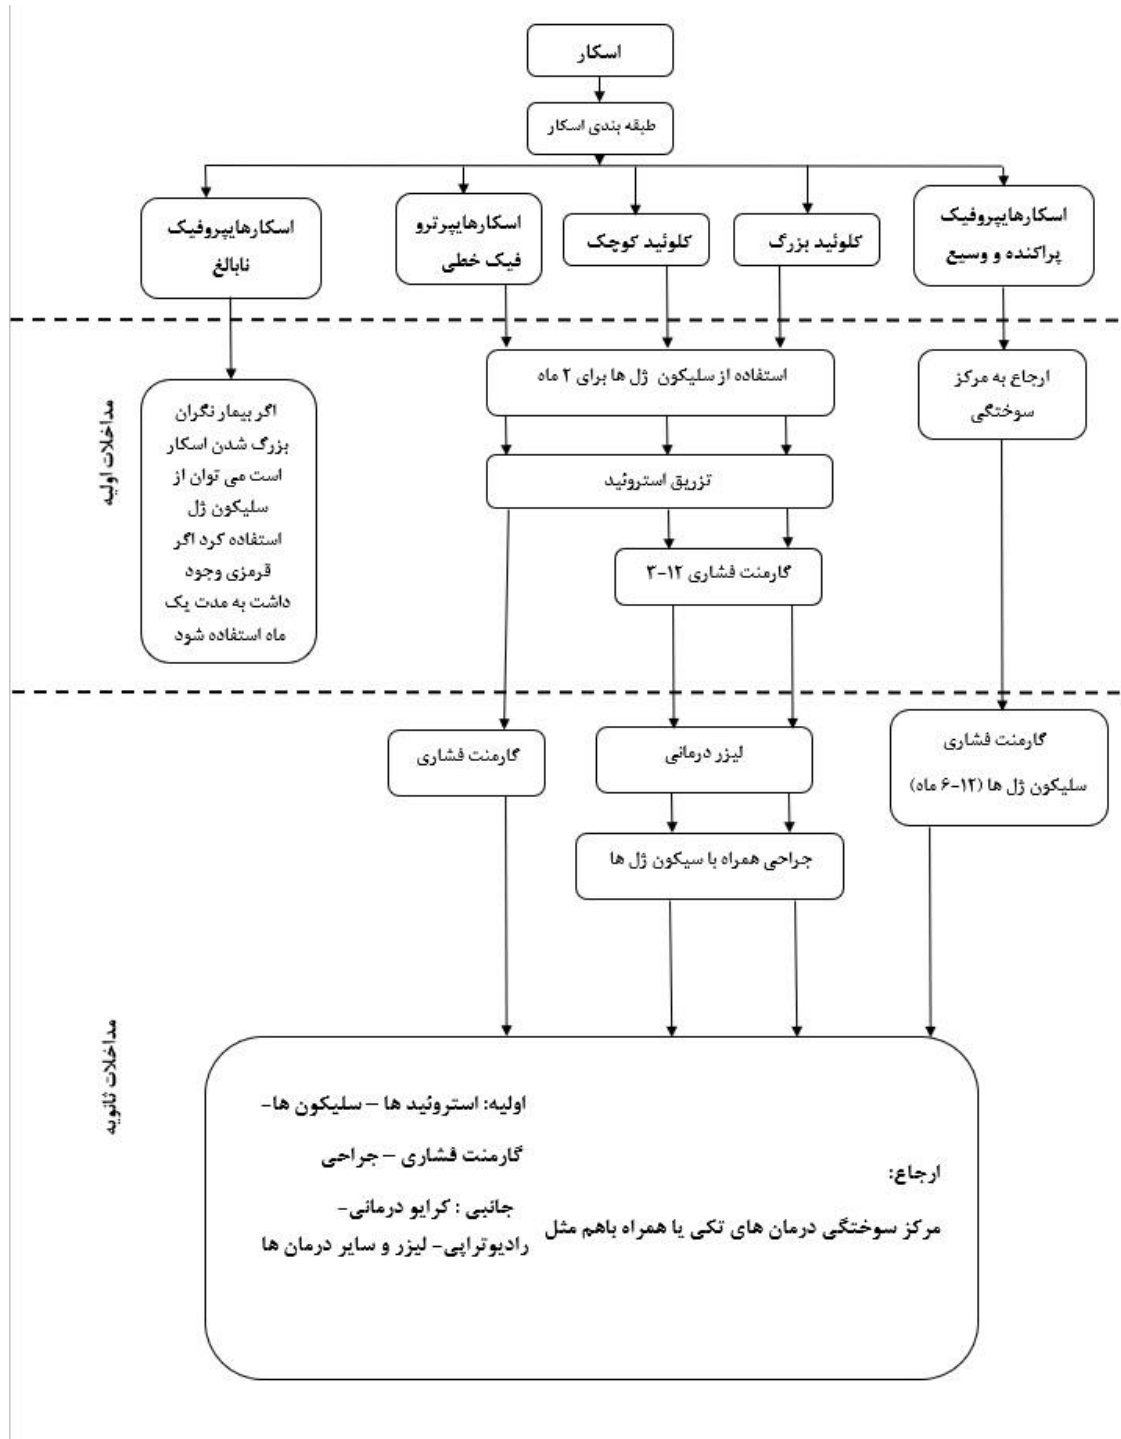 اسکار
طبقه بندی اسکار
اسکارهایپروفیک
پراکنده و وسیع
کلوئید بزرگ
کلوئید کوچک
اسکارهایپرترو
فیک خطی
اسکارهایپروفیک
نابالغ
مداخلات اولیه
ارجاع به مرکز
سوختگی
استفاده از سلیکون ژل ها برای ۲ ماه
تزریق استروئید
گارمنت فشاری ۱۲-۳
اگر بیمار نگران
بزرگ شدن اسکار
است می توان از
سلیکون ژل
استفاده کرد اگر
قرمزی وجود
داشت به مدت یک
ماه استفاده شود
مداخلات ثانویه
گارمنت فشاری
سلیکون ژل ها (۱۲-۶ ماه)
لیزر درمانی
گارمنت فشاری
جراحی همراه با سیکون ژل ها
ارجاع:
مرکز سوختگی درمان های تکی یا همراه باهم مثل
اولیه: استروئید ها – سلیکون ها-
گارمنت فشاری – جراحی
جانبی : کرایو درمانی-
رادیوتراپی- لیزر و سایر درمان ها